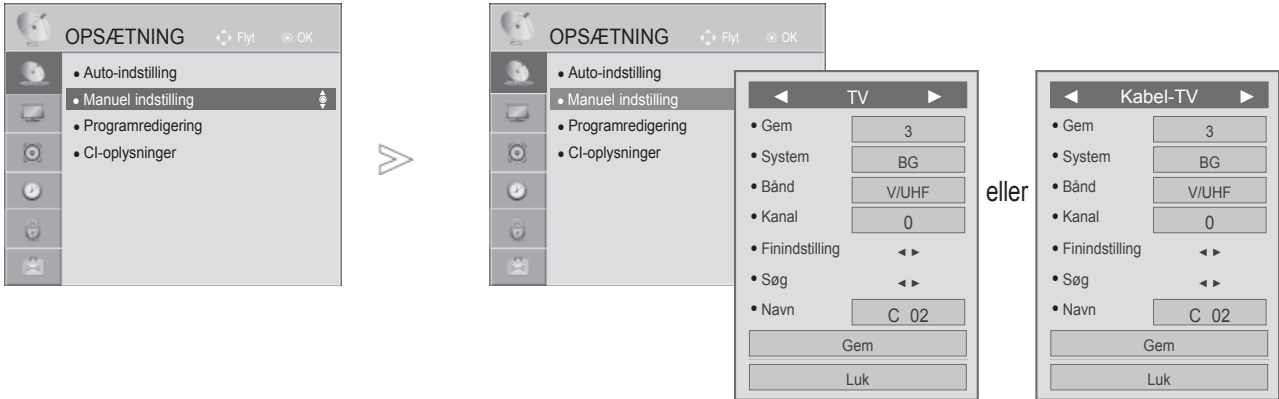 OPSÆTNING Flyt OK
• Auto-indstilling
• Manuel indstilling
• Programredigering
• CI-oplysninger
OPSÆTNING Flyt OK
• Auto-indstilling
• Manuel indstilling
• Programredigering
• CI-oplysninger
◄ TV ►
• Gem 3
• System BG
• Bånd V/UHF
• Kanal 0
• Finindstilling ◄ ►
• Søg ◄ ►
• Navn C 02
Gem
Luk
eller
◄ Kabel-TV ►
• Gem 3
• System BG
• Bånd V/UHF
• Kanal 0
• Finindstilling ◄ ►
• Søg ◄ ►
• Navn C 02
Gem
Luk